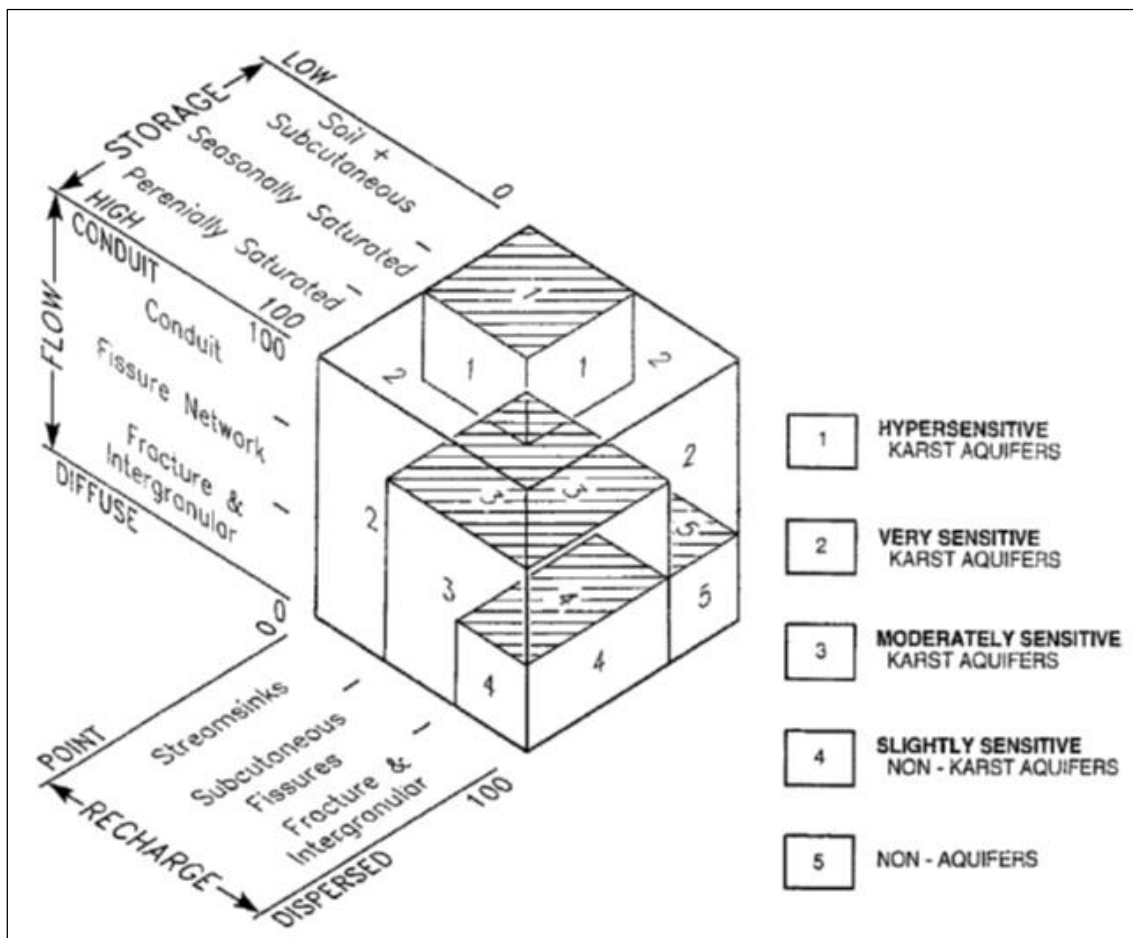 STORAGE
LOW
Soil +
Subcutaneous
Seasonally Saturated
Perenially Saturated
HIGH
0
100
FLOW
CONDUIT
100
Conduit
Fissure Network
Fracture &
Intergranular
DIFFUSE
0
0
POINT
Streamsinks
Subcutaneous
Fissures
Fracture &
Intergranular
100
RECHARGE
DISPERSED
1
1
1
2
2
2
2
3
3
3
4
4
4
5
5
1 HYPERSENSITIVE
KARST AQUIFERS
2 VERY SENSITIVE
KARST AQUIFERS
3 MODERATELY SENSITIVE
KARST AQUIFERS
4 SLIGHTLY SENSITIVE
NON - KARST AQUIFERS
5 NON - AQUIFERS